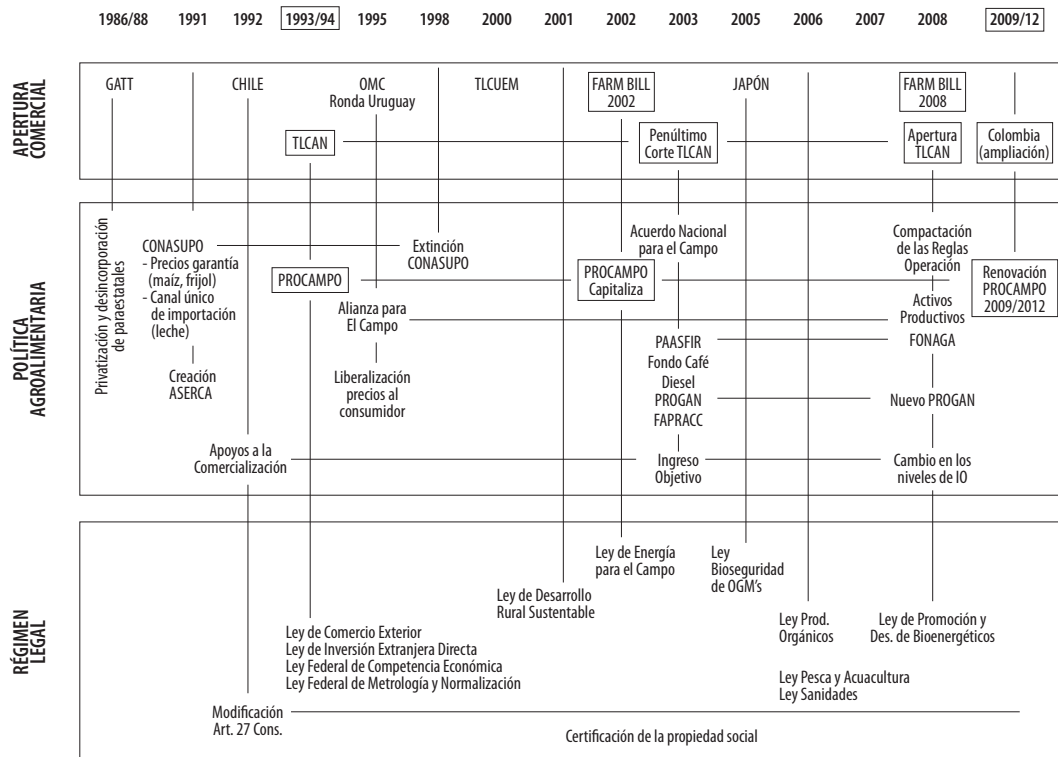 1986/88 1991 1992 1993/94 1995 1998 2000 2001 2002 2003 2005 2006 2007 2008 2009/12
APERTURA
COMERCIAL
GATT
CHILE
OMC
Ronda Uruguay
TLCUEM
FARM BILL
2002
JAPÓN
FARM BILL
2008
TLCAN
Penúltimo
Corte TLCAN
Apertura
TLCAN
Colombia
(ampliación)
POLÍTICA
AGROALIMENTARIA
Privatización y desincorporación
de paraestatales
CONASUPO
- Precios garantía
(maíz, frijol)
- Canal único
de importación
(leche)
Creación
ASERCA
Apoyos a la
Comercialización
PROCAMPO
Alianza para
El Campo
Liberalización
precios al
consumidor
Extinción
CONASUPO
PROCAMPO
Capitaliza
Acuerdo Nacional
para el Campo
PAASFIR
Fondo Café
Diesel
PROGAN
FAPRACC
Ingreso
Objetivo
Compactación
de las Reglas
Operación
Activos
Productivos
FONAGA
Nuevo PROGAN
Cambio en los
niveles de IO
Renovación
PROCAMPO
2009/2012
RÉGIMEN
LEGAL
Modificación
Art. 27 Cons.
Ley de Comercio Exterior
Ley de Inversión Extranjera Directa
Ley Federal de Competencia Económica
Ley Federal de Metrología y Normalización
Ley de Desarrollo
Rural Sustentable
Ley de Energía
para el Campo
Ley
Bioseguridad
de OGM's
Ley Prod.
Orgánicos
Ley Pesca y Acuacultura
Ley Sanidades
Ley de Promoción y
Des. de Bioenergéticos
Certificación de la propiedad social